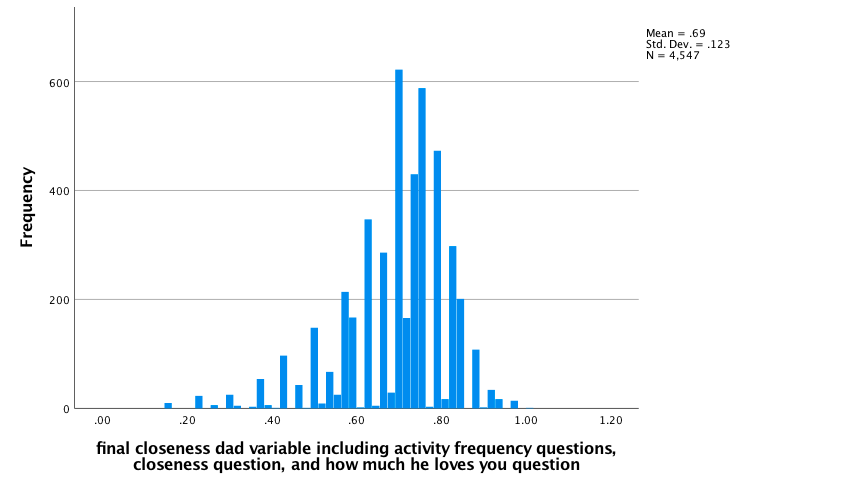 Mean = .69
Std. Dev. = .123
N = 4,547
600
400
200
0
Frequency
.00 .20 .40 .60 .80 1.00 1.20
final closeness dad variable including activity frequency questions,
closeness question, and how much he loves you question